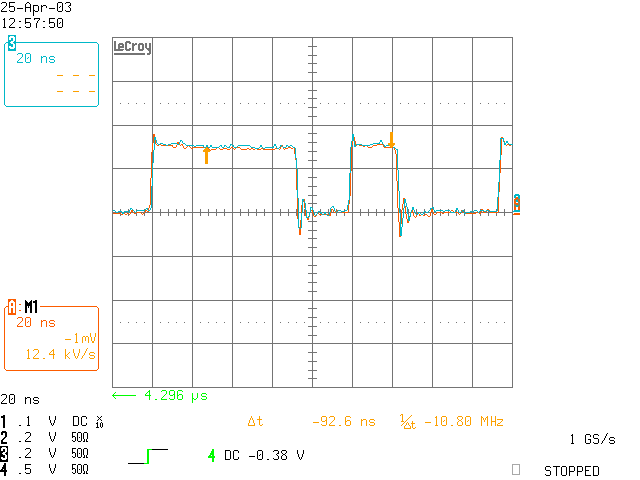 25-Apr-03
12:57:50
3
20 ns
- - -
- - -
LeCroy
A:M1
20 ns
-1mV
12.4 kV/s
20 ns
4.296 µs
1 .1 V DC X10
2 .2 V 50Ω
3 .2 V 50Ω
4 .5 V 50Ω
Δt -92.6 ns 1/Δt -10.80 MHz
4 DC -0.38 V
1 GS/s
STOPPED